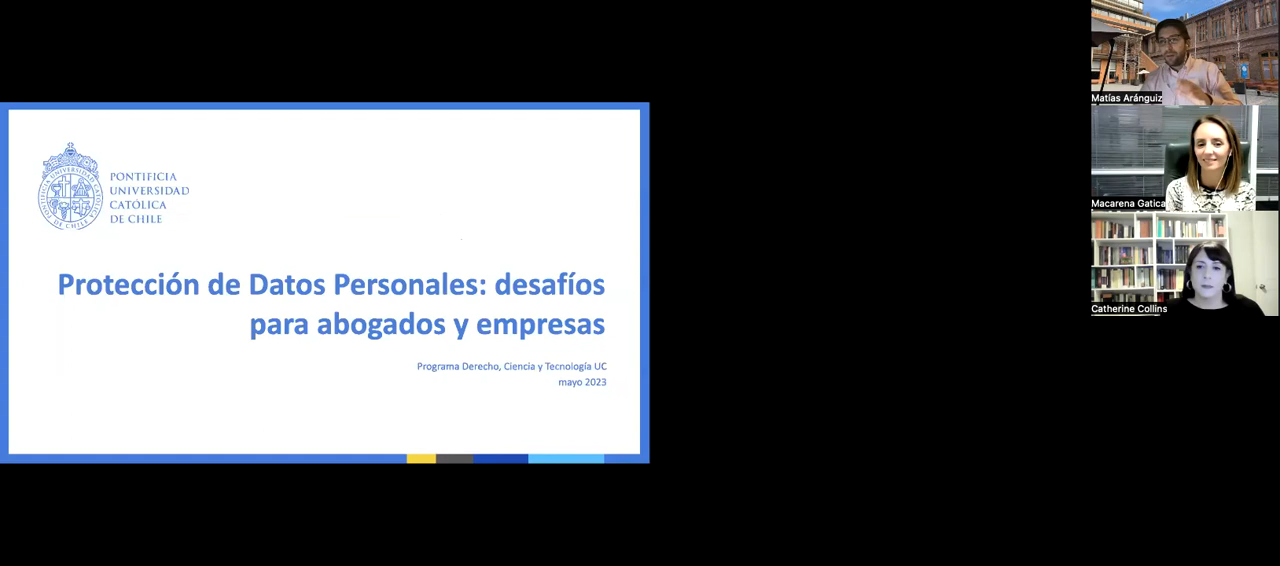 PONTIFICIA
UNIVERSIDAD
CATÓLICA
DE CHILE
Protección de Datos Personales: desafíos
para abogados y empresas
Programa Derecho, Ciencia y Tecnología UC
mayo 2023
Matías Aránguiz
Macarena Gatica
Catherine Collins